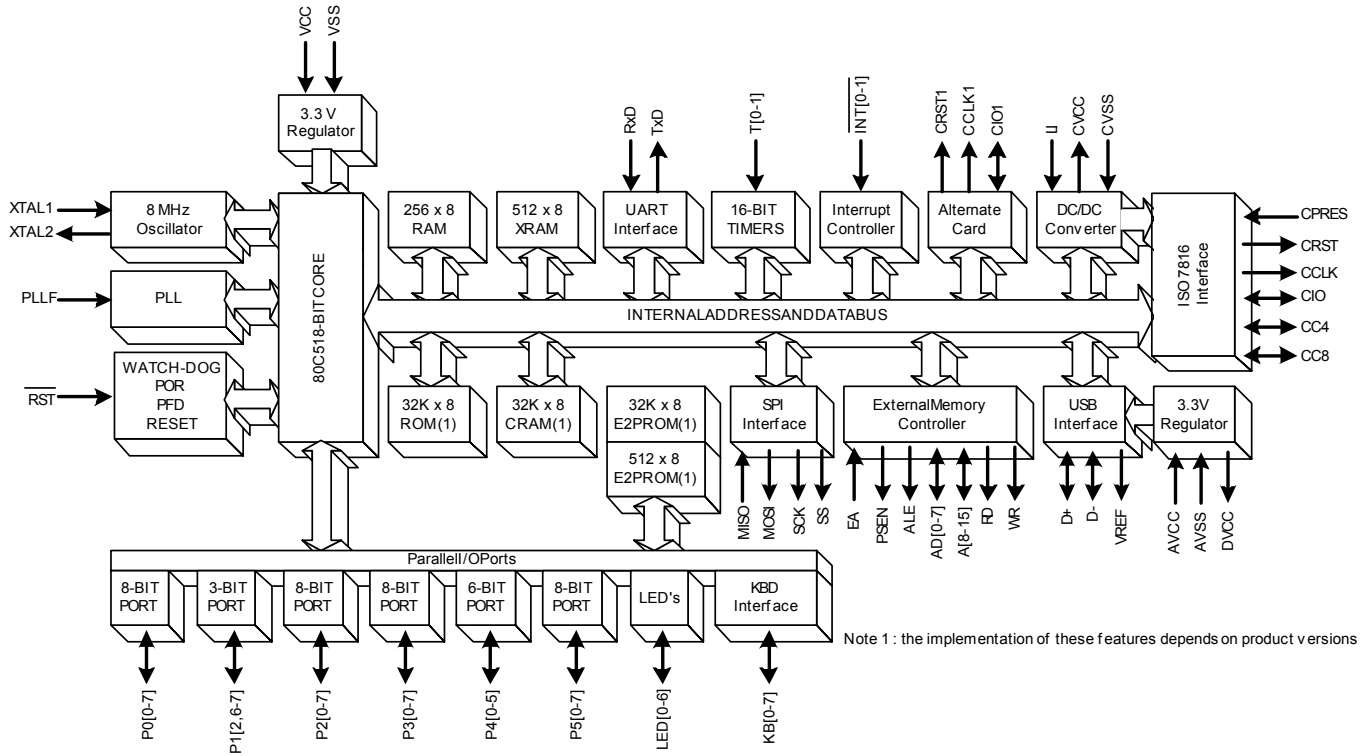 VCC
VSS
3.3 V
Regulator
RxD
TxD
T[0-1]
INT[0-1]
CRST1
CCLK1
CIO1
LI
CVCC
CVSS
XTAL1
XTAL2
8 MHz
Oscillator
256 x 8
RAM
512 x 8
XRAM
UART
Interface
16-BIT
TIMERS
Interrupt
Controller
Alternate
Card
DC/DC
Converter
ISO7816
Interface
CPRES
CRST
CCLK
CIO
CC4
CC8
PLLF
PLL
80C518-BITCORE
INTERNALADDRESSANDDATABUS
RST
WATCH-DOG
POR
PFD
RESET
32K x 8
ROM(1)
32K x 8
CRAM(1)
32K x 8
E2PROM(1)
512 x 8
E2PROM(1)
SPI
Interface
ExternalMemory
Controller
USB
Interface
3.3V
Regulator
MISO
MOSI
SCK
SS
EA
PSEN
ALE
AD[0-7]
A[8-15]
RD
WR
D+
D-
VREF
AVCC
AVSS
DVCC
ParallelI/OPorts
8-BIT
PORT
3-BIT
PORT
8-BIT
PORT
8-BIT
PORT
6-BIT
PORT
8-BIT
PORT
LED's
KBD
Interface
Note 1 : the implementation of these features depends on product versions
P0[0-7]
P1[2,6-7]
P2[0-7]
P3[0-7]
P4[0-5]
P5[0-7]
LED[0-6]
KB[0-7]